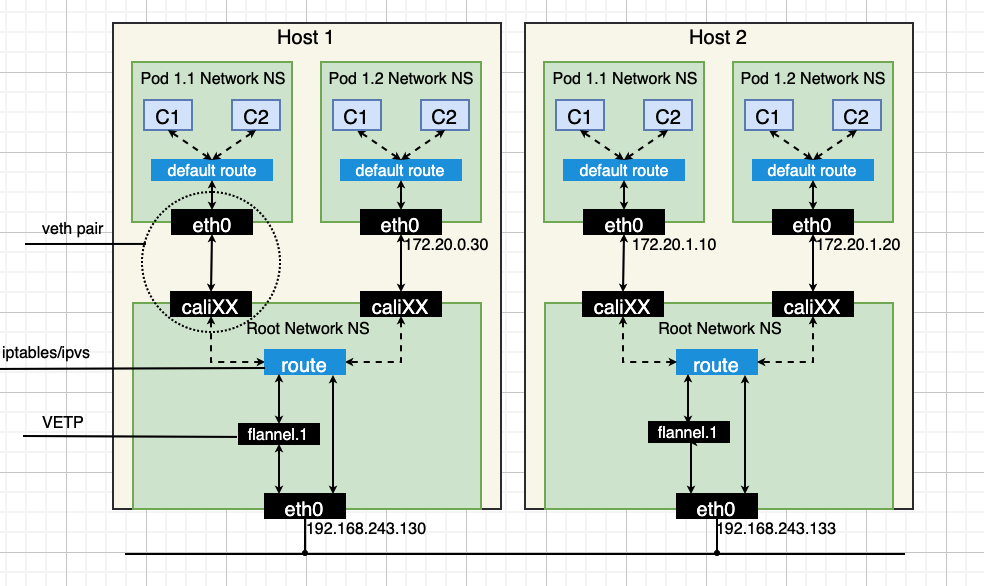 Host 1
Host 2
Pod 1.1 Network NS
Pod 1.2 Network NS
Pod 1.1 Network NS
Pod 1.2 Network NS
C1
C2
C1
C2
C1
C2
C1
C2
default route
default route
default route
default route
eth0
eth0
eth0
eth0
veth pair
172.20.0.30
172.20.1.10
172.20.1.20
caliXX
caliXX
caliXX
caliXX
Root Network NS
Root Network NS
iptables/ipvs
route
route
VETP
flannel.1
flannel.1
eth0
eth0
192.168.243.130
192.168.243.133